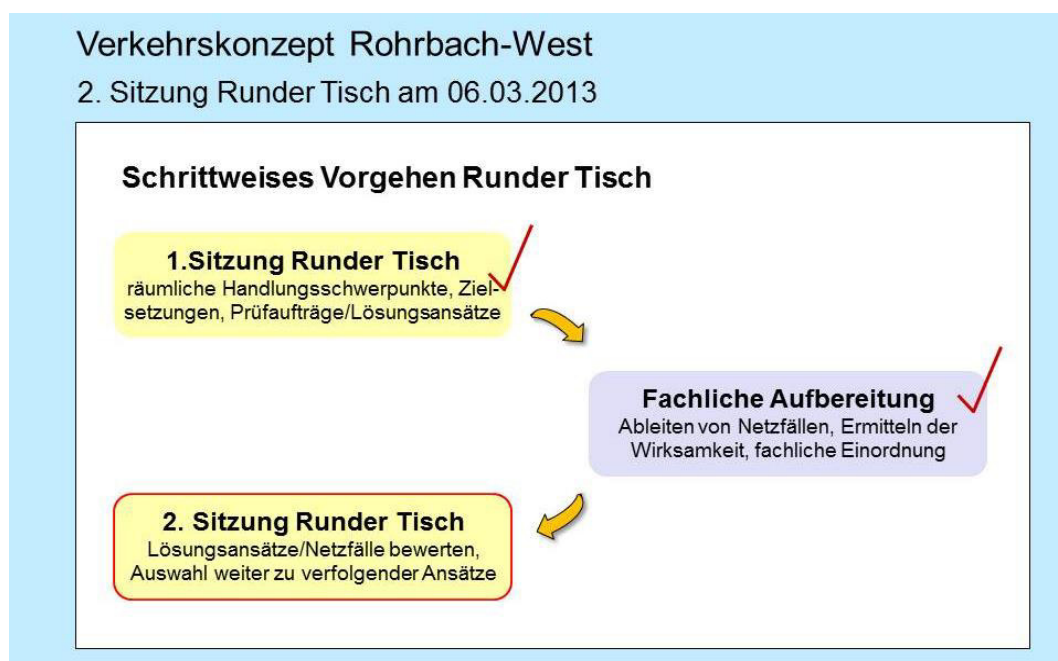 Verkehrskonzept Rohrbach-West
2. Sitzung Runder Tisch am 06.03.2013
Schrittweises Vorgehen Runder Tisch
1.Sitzung Runder Tisch
räumliche Handlungsschwerpunkte, Ziel-
setzungen, Prüfaufträge/Lösungsansätze
Fachliche Aufbereitung
Ableiten von Netzfällen, Ermitteln der
Wirksamkeit, fachliche Einordnung
2. Sitzung Runder Tisch
Lösungsansätze/Netzfälle bewerten,
Auswahl weiter zu verfolgender Ansätze